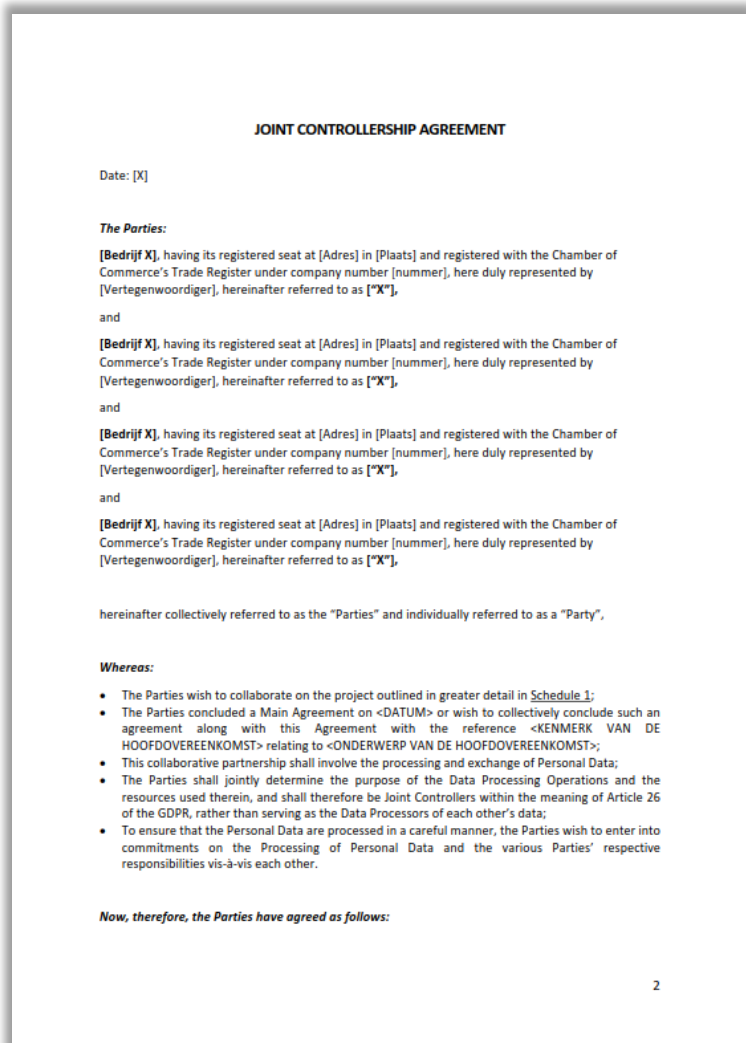 JOINT CONTROLLERSHIP AGREEMENT
Date: [X]
The Parties:
[Bedrijf X], having its registered seat at [Adres] in [Plaats] and registered with the Chamber of
Commerce's Trade Register under company number [nummer], here duly represented by
[Vertegenwoordiger], hereinafter referred to as ["X"],
and
[Bedrijf X], having its registered seat at [Adres] in [Plaats] and registered with the Chamber of
Commerce's Trade Register under company number [nummer], here duly represented by
[Vertegenwoordiger], hereinafter referred to as ["X"],
and
[Bedrijf X], having its registered seat at [Adres] in [Plaats] and registered with the Chamber of
Commerce's Trade Register under company number [nummer], here duly represented by
[Vertegenwoordiger], hereinafter referred to as ["X"],
and
[Bedrijf X], having its registered seat at [Adres] in [Plaats] and registered with the Chamber of
Commerce's Trade Register under company number [nummer], here duly represented by
[Vertegenwoordiger], hereinafter referred to as ["X"],
hereinafter collectively referred to as the "Parties" and individually referred to as a "Party",
Whereas:
• The Parties wish to collaborate on the project outlined in greater detail in Schedule 1;
• The Parties concluded a Main Agreement on <DATUM> or wish to collectively conclude such an
agreement along with this Agreement with the reference <KENMERK VAN DE
HOOFDOVEREENKOMST> relating to <ONDERWERP VAN DE HOOFDOVEREENKOMST>;
• This collaborative partnership shall involve the processing and exchange of Personal Data;
• The Parties shall jointly determine the purpose of the Data Processing Operations and the
resources used therein, and shall therefore be Joint Controllers within the meaning of Article 26
of the GDPR, rather than serving as the Data Processors of each other's data;
• To ensure that the Personal Data are processed in a careful manner, the Parties wish to enter into
commitments on the Processing of Personal Data and the various Parties' respective
responsibilities vis-à-vis each other.
Now, therefore, the Parties have agreed as follows:
2